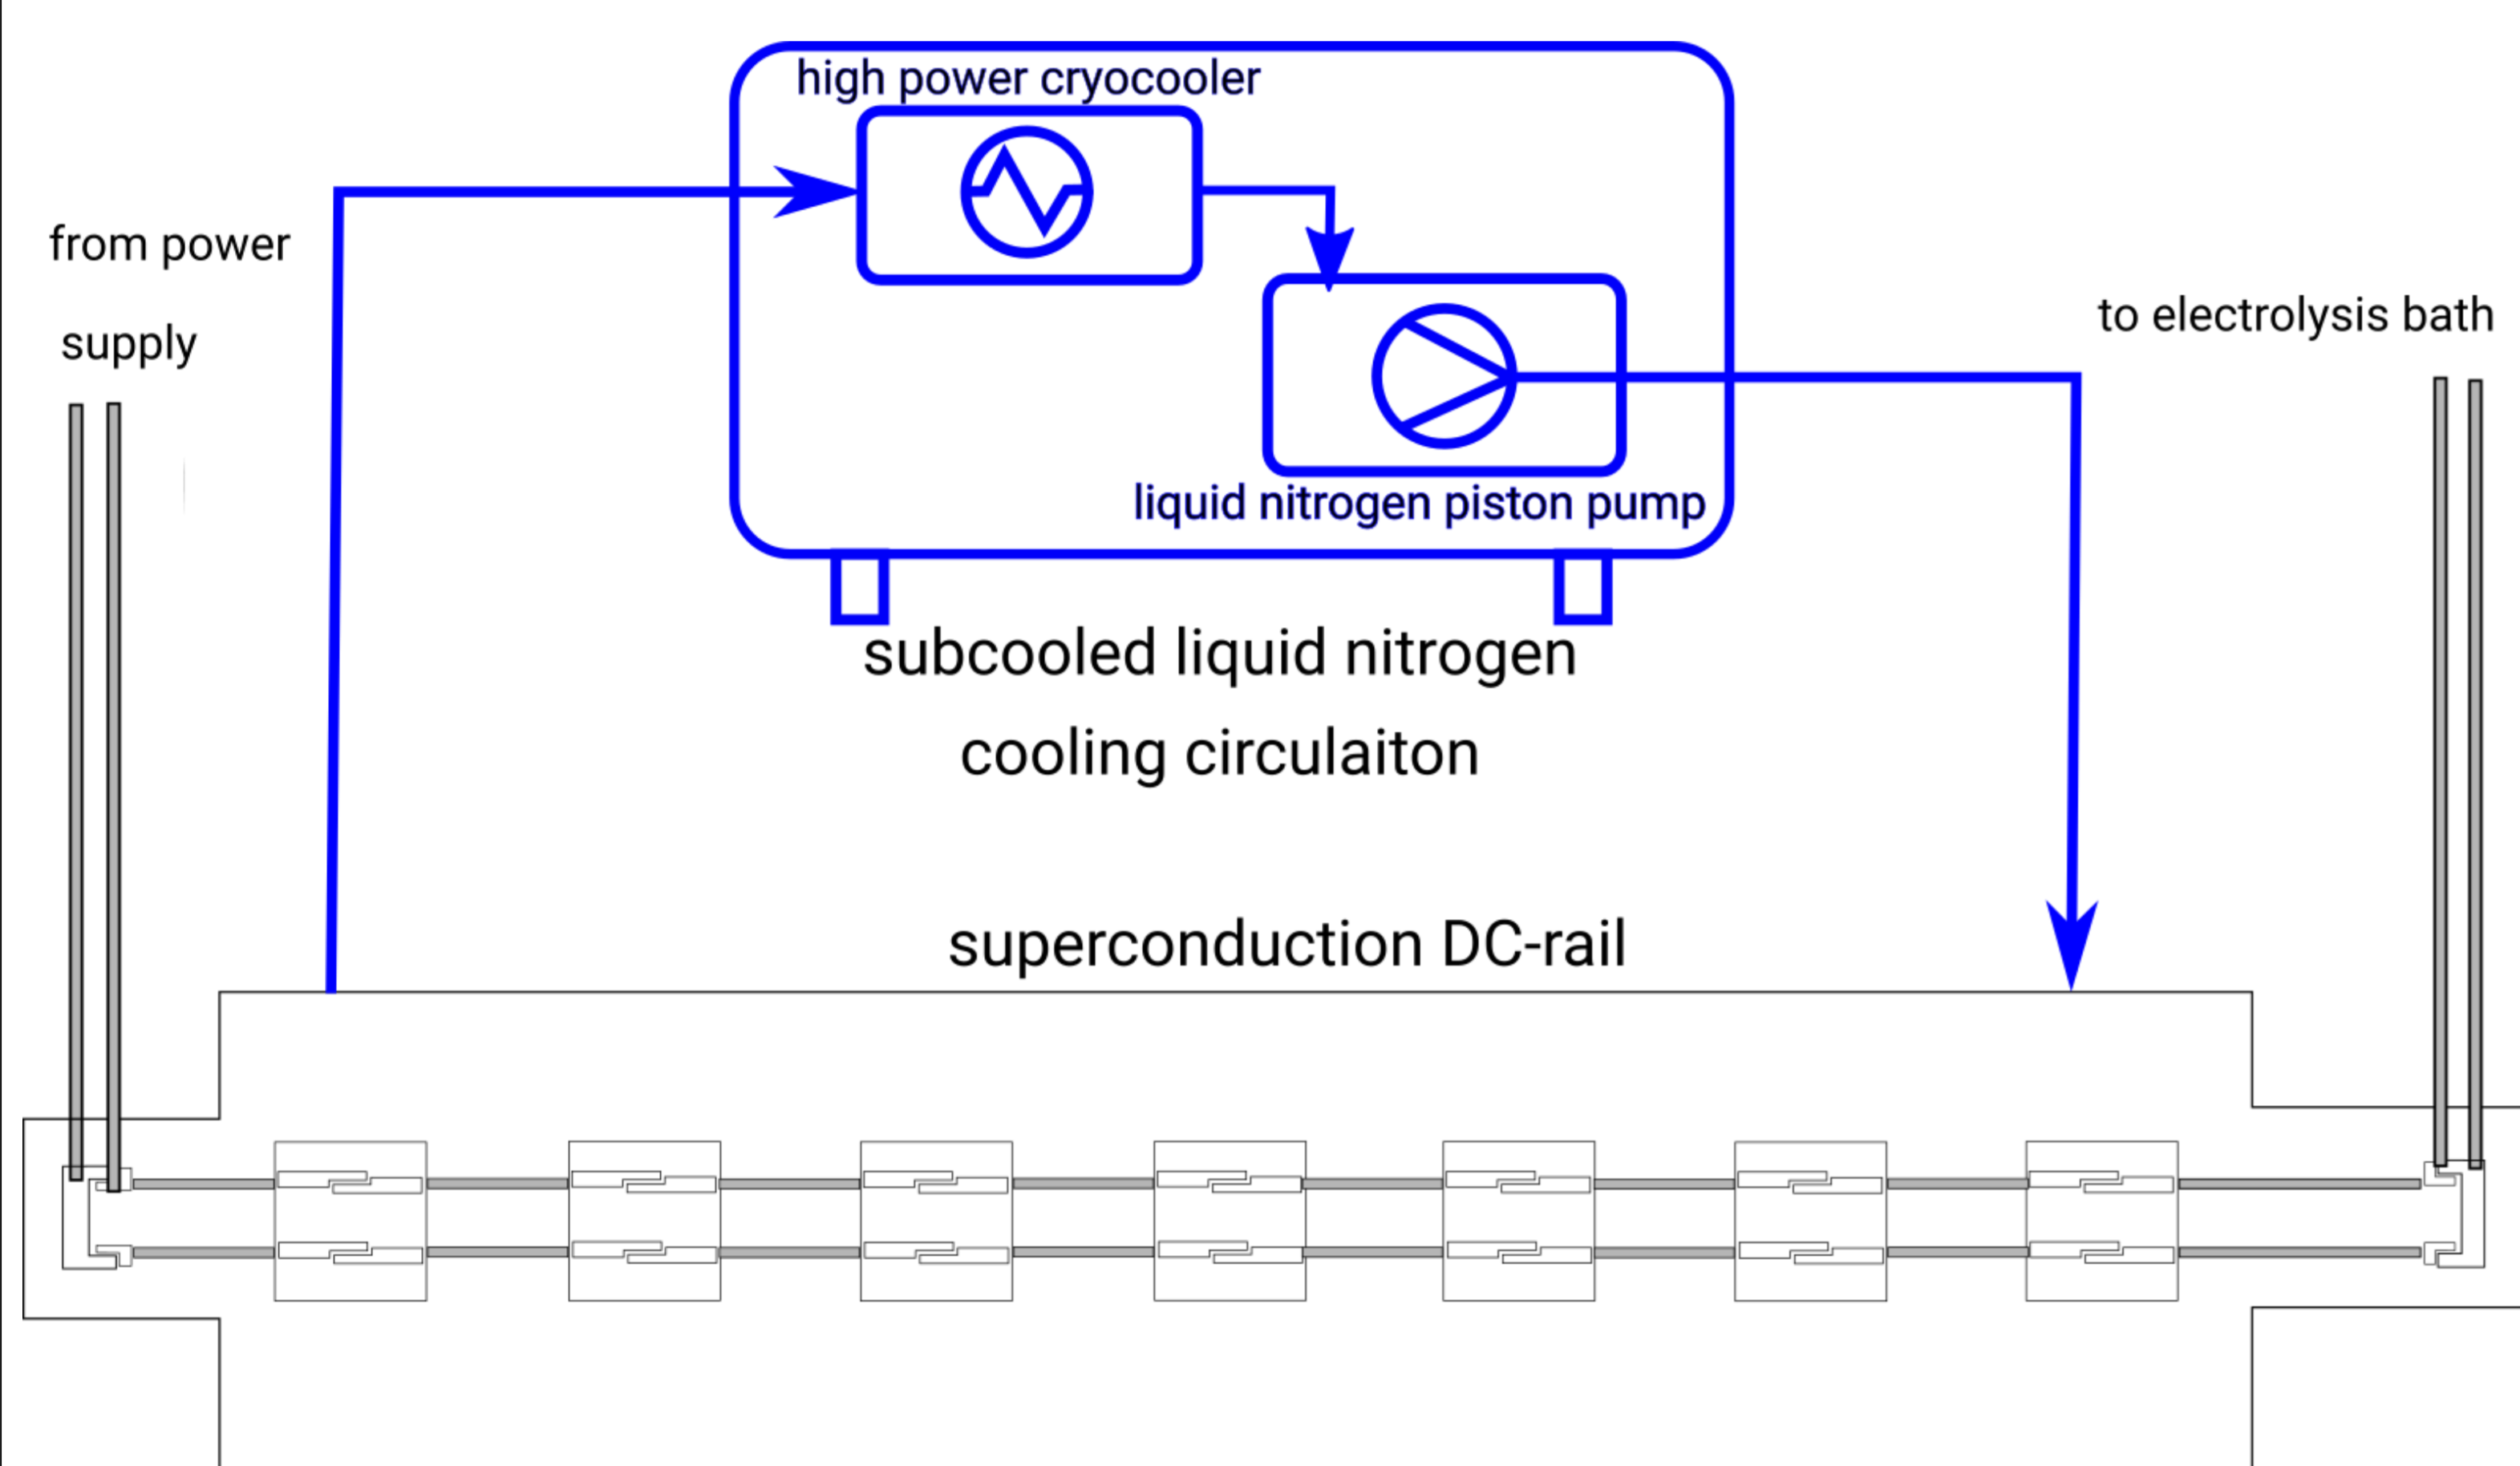 high power cryocooler
from power
supply
to electrolysis bath
liquid nitrogen piston pump
subcooled liquid nitrogen
cooling circulaiton
superconduction DC-rail